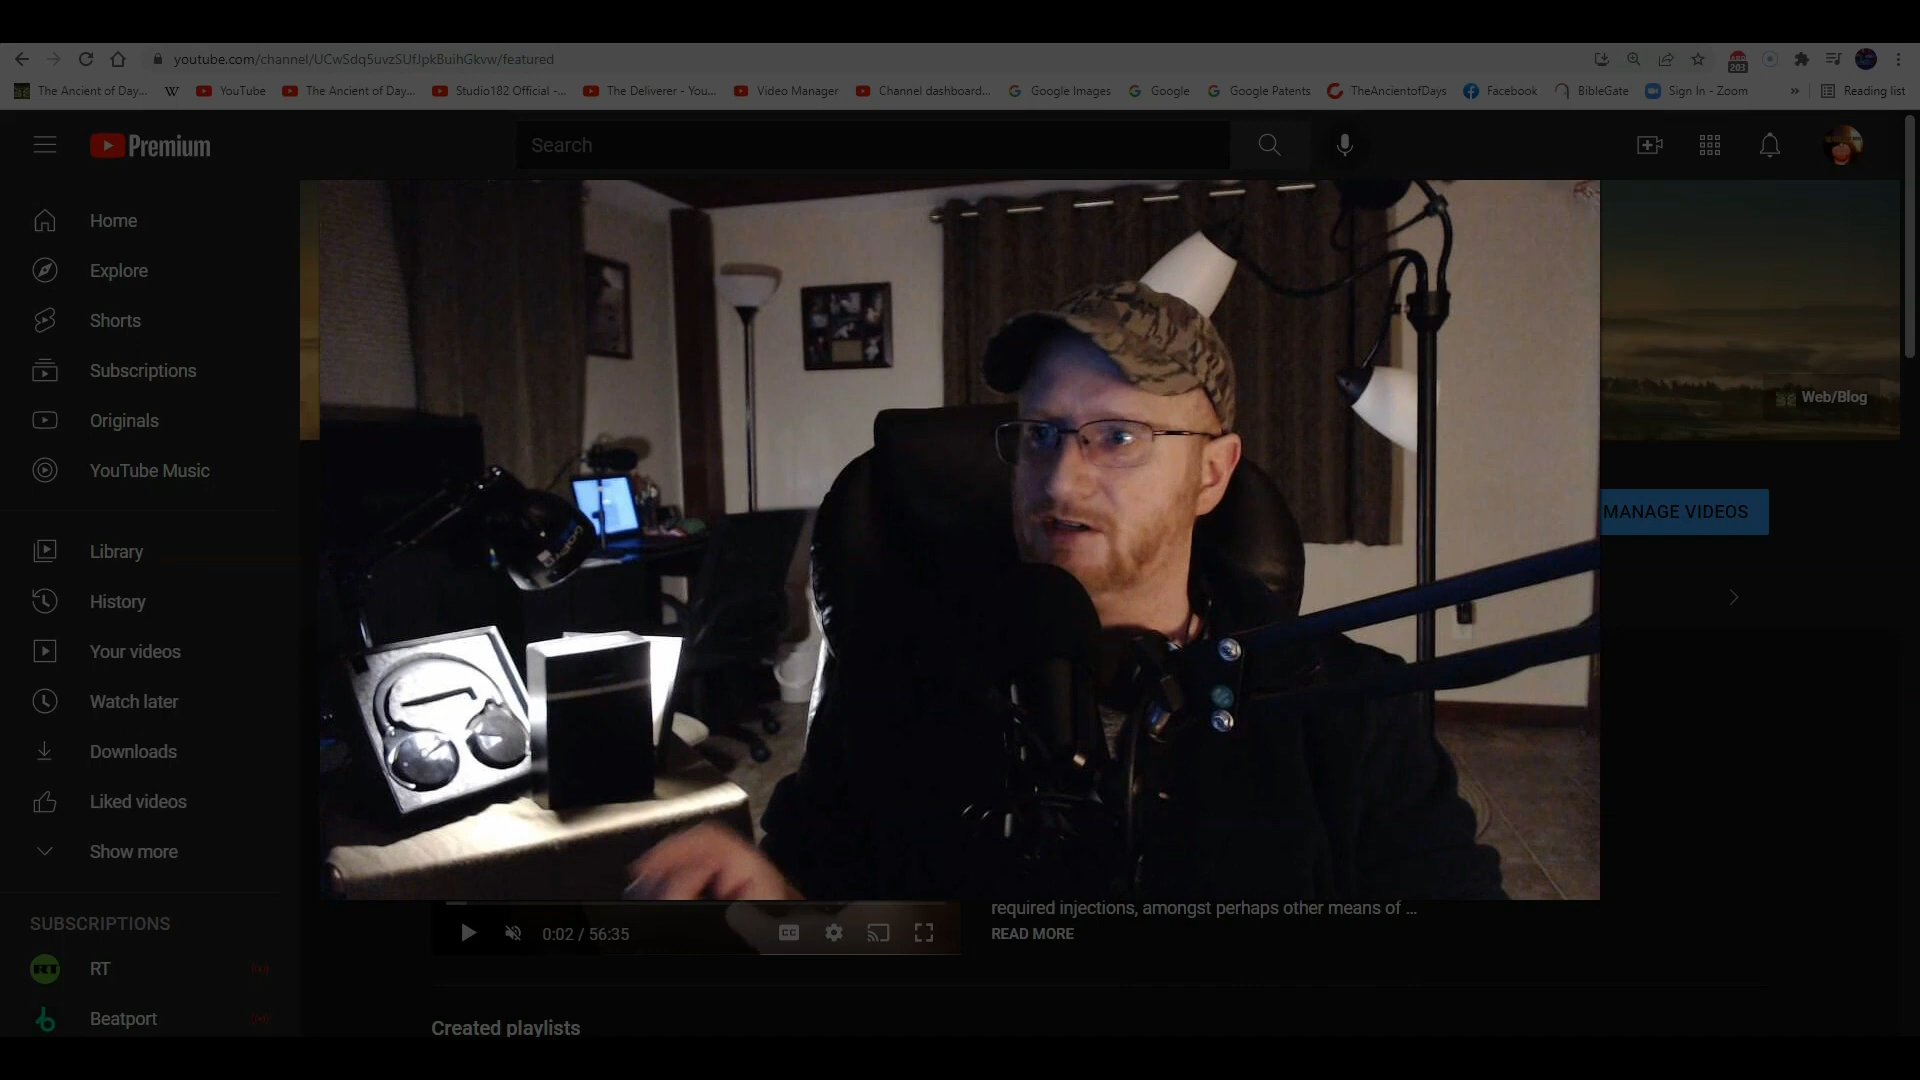 youtube.com/channel/UCwSdq5uvzSUfJpkBuihGkvw/featured
203
The Ancient of Day... W YouTube The Ancient of Day... Studio182 Official -... The Deliverer - You... Video Manager Channel dashboard... Google Images Google Google Patents TheAncientofDays Facebook BibleGate Sign In - Zoom » Reading list
Premium
Search
Home
Explore
Shorts
Subscriptions
Originals
YouTube Music
Library
History
Your videos
Watch later
Downloads
Liked videos
Show more
SUBSCRIPTIONS
RT RT
Beatport
Web/Blog
MANAGE VIDEOS
required injections, amongst perhaps other means of ...
READ MORE
0:02 / 56:35
CC
Created playlists